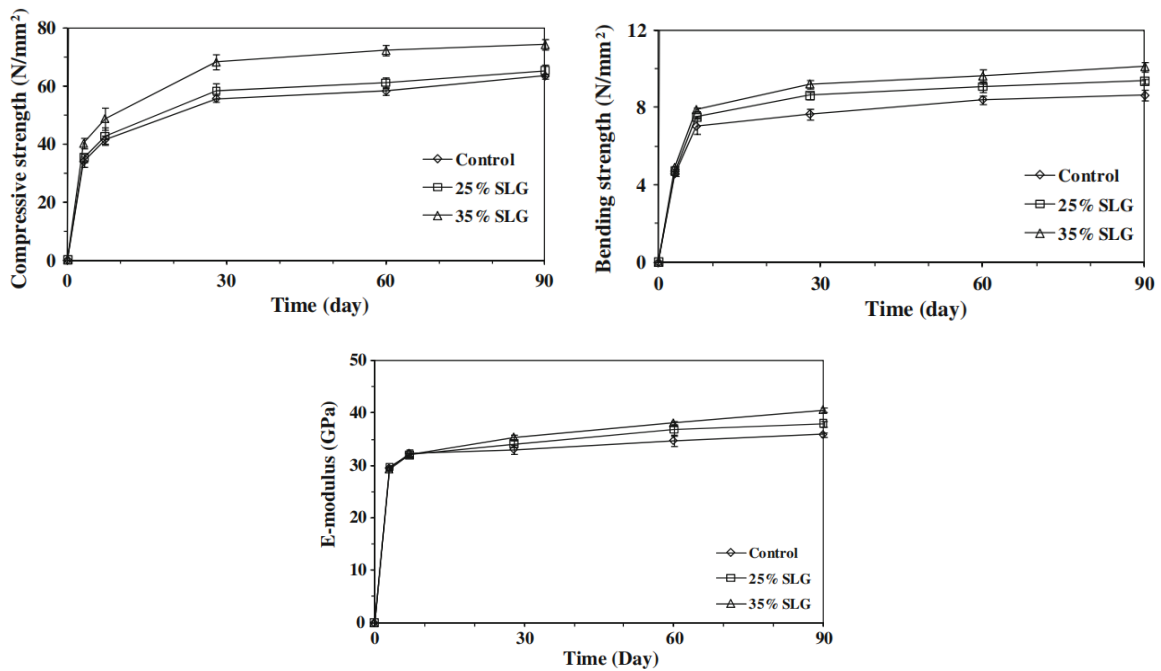 Compressive strength (N/mm²)
80
60
40
20
0
0
30
60
90
Time (day)
Control
25% SLG
35% SLG
Bending strength (N/mm²)
12
8
4
0
0
30
60
90
Time (day)
Control
25% SLG
35% SLG
E-modulus (GPa)
50
40
30
20
10
0
0
30
60
90
Time (Day)
Control
25% SLG
35% SLG